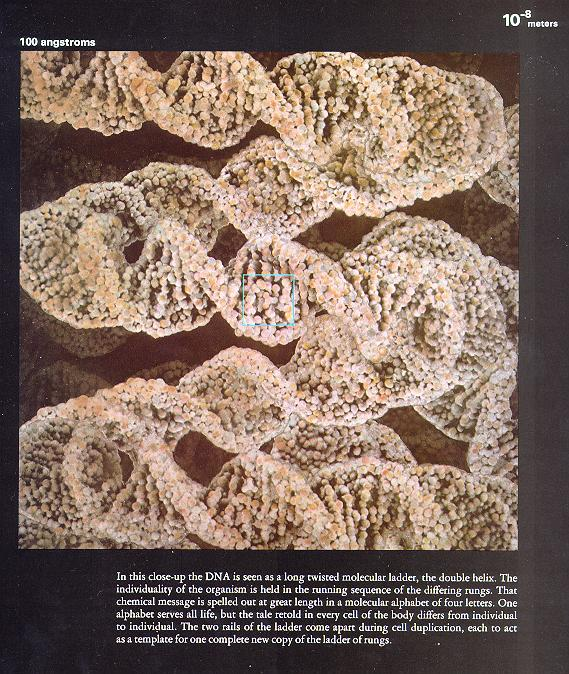 10⁻⁸ meters
100 angstroms
In this close-up the DNA is seen as a long twisted molecular ladder, the double helix. The
individuality of the organism is held in the running sequence of the differing rungs. That
chemical message is spelled out at great length in a molecular alphabet of four letters. One
alphabet serves all life, but the tale retold in every cell of the body differs from individual
to individual. The two rails of the ladder come apart during cell duplication, each to act
as a template for one complete new copy of the ladder of rungs.